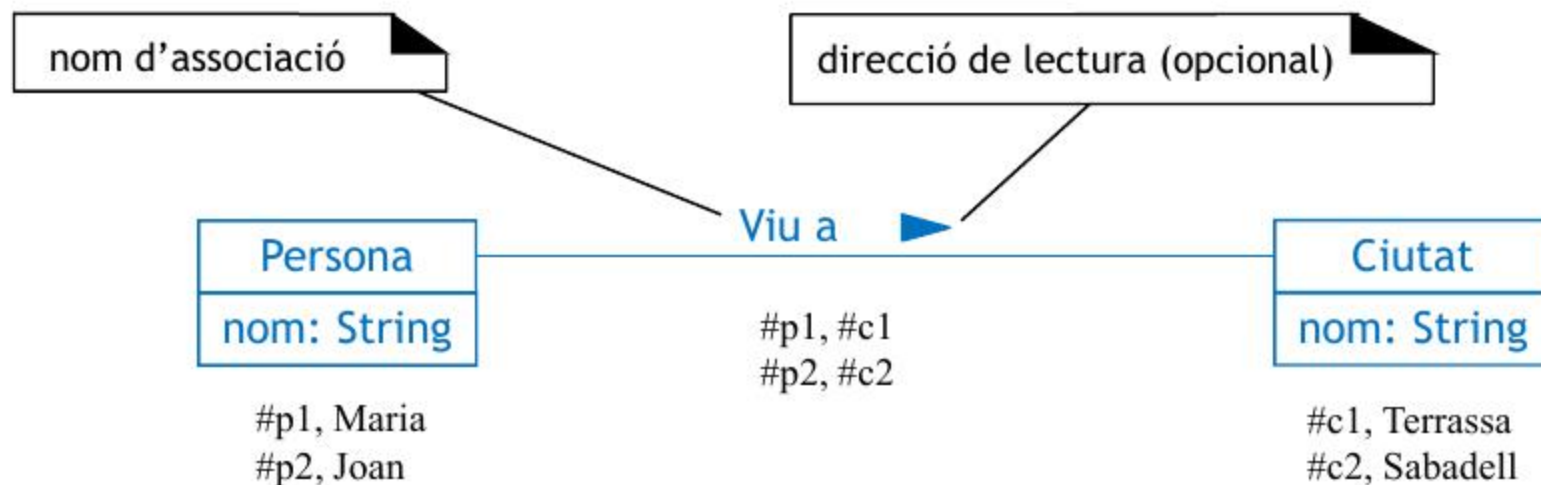 nom d’associació
direcció de lectura (opcional)
Viu a
Persona
nom: String
Ciutat
nom: String
#p1, #c1
#p2, #c2
#p1, Maria
#p2, Joan
#c1, Terrassa
#c2, Sabadell